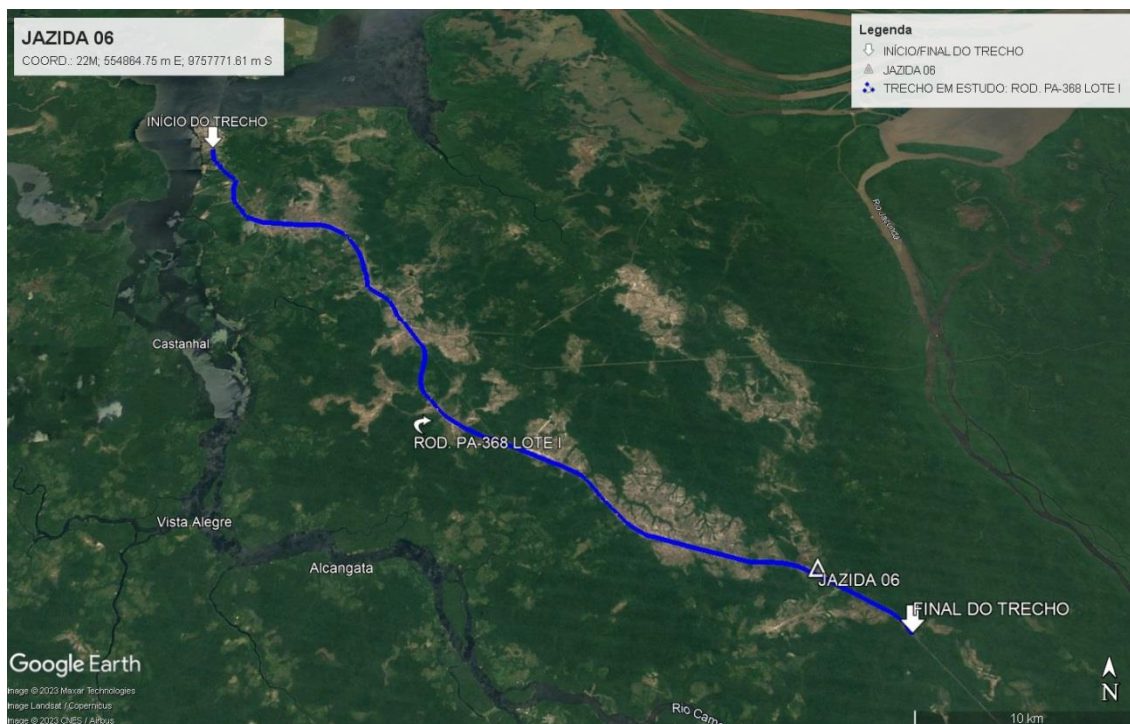 JAZIDA 06
COORD.: 22M; 554864.75 m E; 9757771.61 m S
Legenda
INÍCIO/FINAL DO TRECHO
JAZIDA 06
TRECHO EM ESTUDO: ROD. PA-368 LOTE I
INÍCIO DO TRECHO
Castanhal
ROD. PA-368 LOTE I
Vista Alegre
Alcangata
JAZIDA 06
FINAL DO TRECHO
Google Earth
Image © 2023 Maxar Technologies
Image Landsat / Copernicus
Image © 2023 CNES / Airbus
Rio
N
10 km